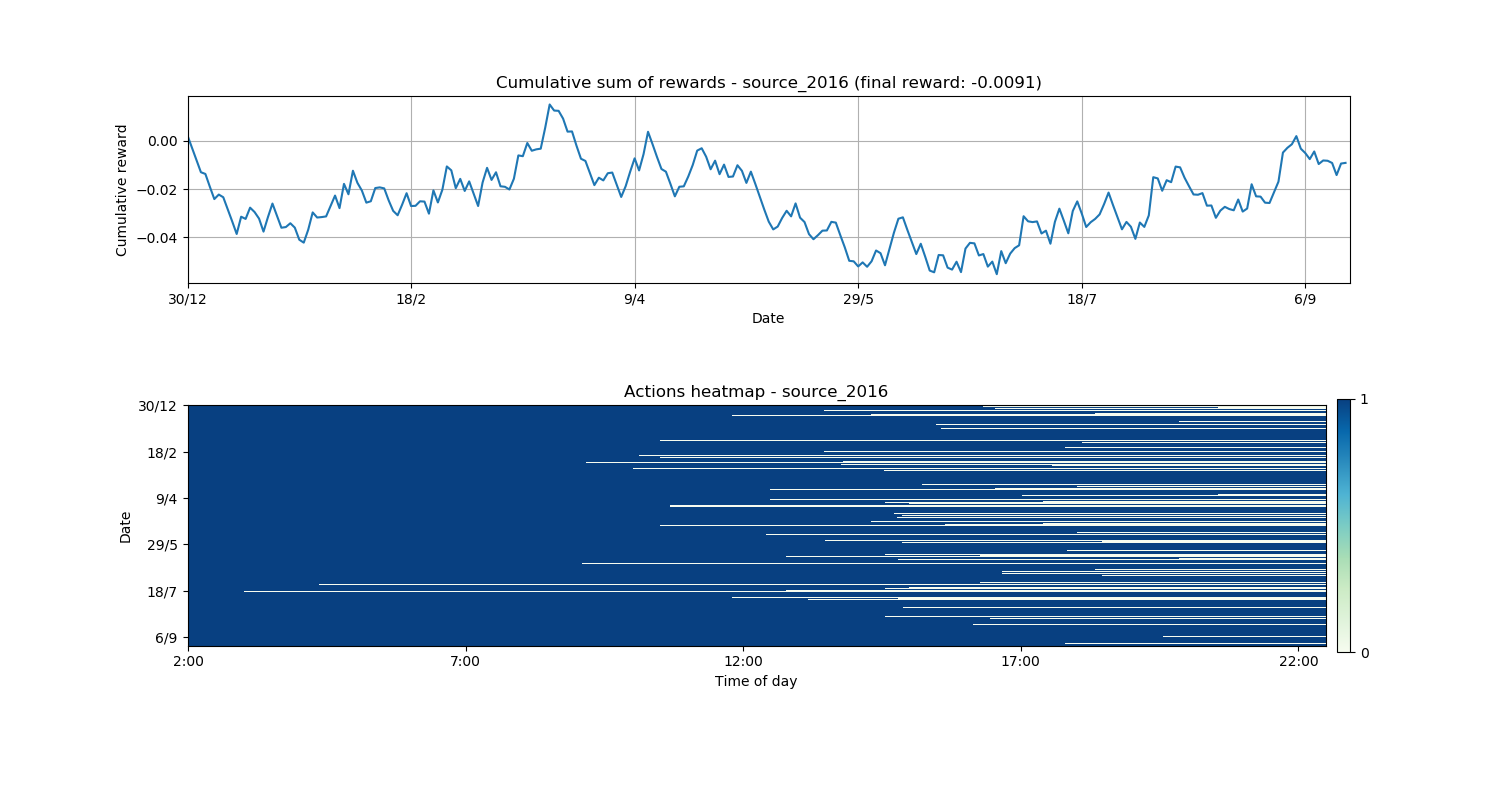 Cumulative sum of rewards - source_2016 (final reward: -0.0091)
Cumulative reward
0.00
−0.02
−0.04
30/12 18/2 9/4 29/5 18/7 6/9
Date
Actions heatmap - source_2016
Date
30/12
18/2
9/4
29/5
18/7
6/9
2:00 7:00 12:00 17:00 22:00
Time of day
1
0